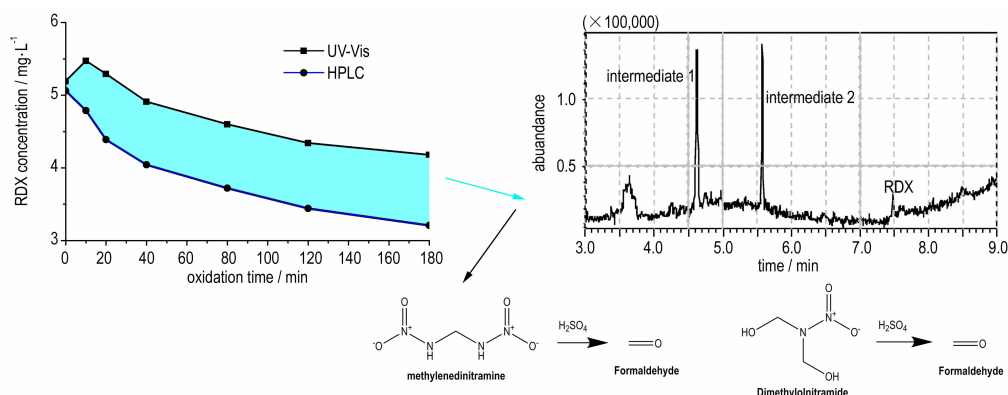 6
5
4
3
RDX concentration / mg·L⁻¹
UV-Vis
HPLC
0 20 40 60 80 100 120 140 160 180
oxidation time / min
(×100,000)
1.0
0.5
abuandance
intermediate 1
intermediate 2
RDX
3.0 4.0 5.0 6.0 7.0 8.0 9.0
time / min
O
N⁺
⁻O
N
H
N
H
N⁺
O
O⁻
methylenedinitramine
H₂SO₄
O
Formaldehyde
HO
N
N⁺
O
O⁻
OH
Dimethylolnitramide
H₂SO₄
O
Formaldehyde